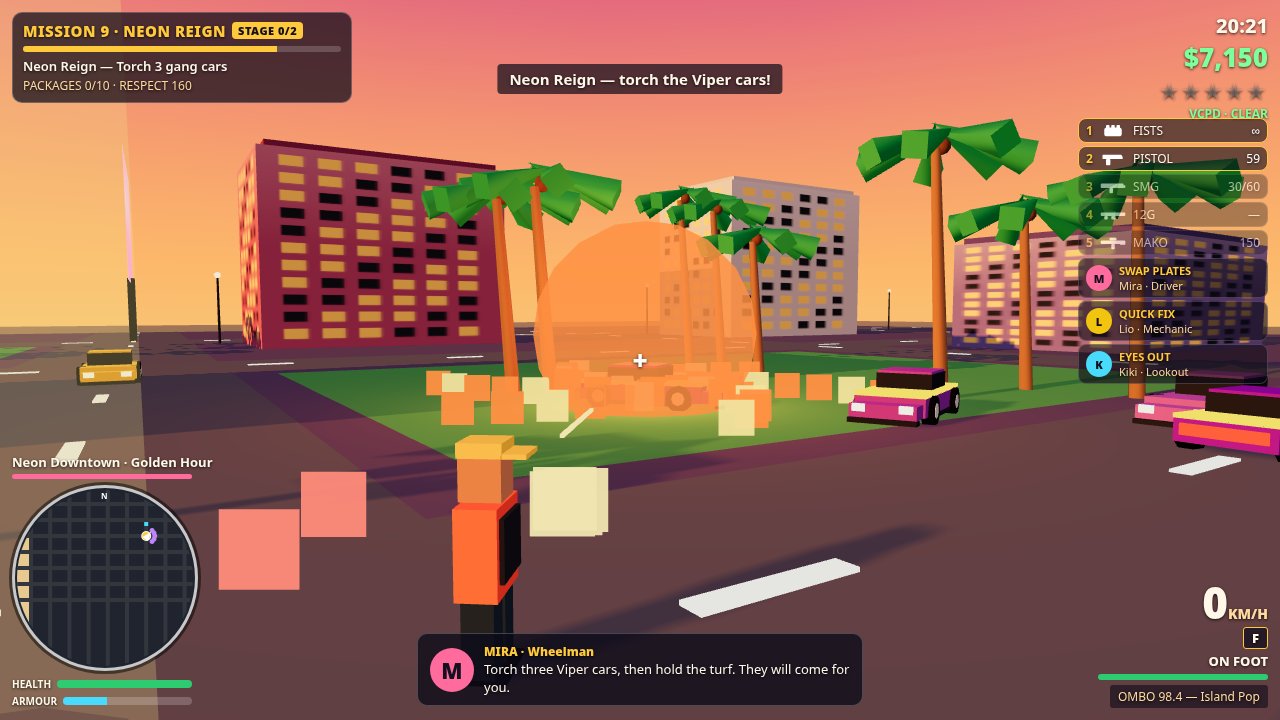 MISSION 9 · NEON REIGN STAGE 0/2
Neon Reign — Torch 3 gang cars
PACKAGES 0/10 · RESPECT 160
Neon Reign — torch the Viper cars!
20:21
$7,150
VCPD · CLEAR
1 FISTS ∞
2 PISTOL 59
3 SMG 30/60
4 12G —
5 MAKO 150
M SWAP PLATES
Mira · Driver
L QUICK FIX
Lio · Mechanic
K EYES OUT
Kiki · Lookout
Neon Downtown · Golden Hour
N
HEALTH
ARMOUR
M
MIRA · Wheelman
Torch three Viper cars, then hold the turf. They will come for
you.
0 KM/H
F
ON FOOT
OMBO 98.4 — Island Pop